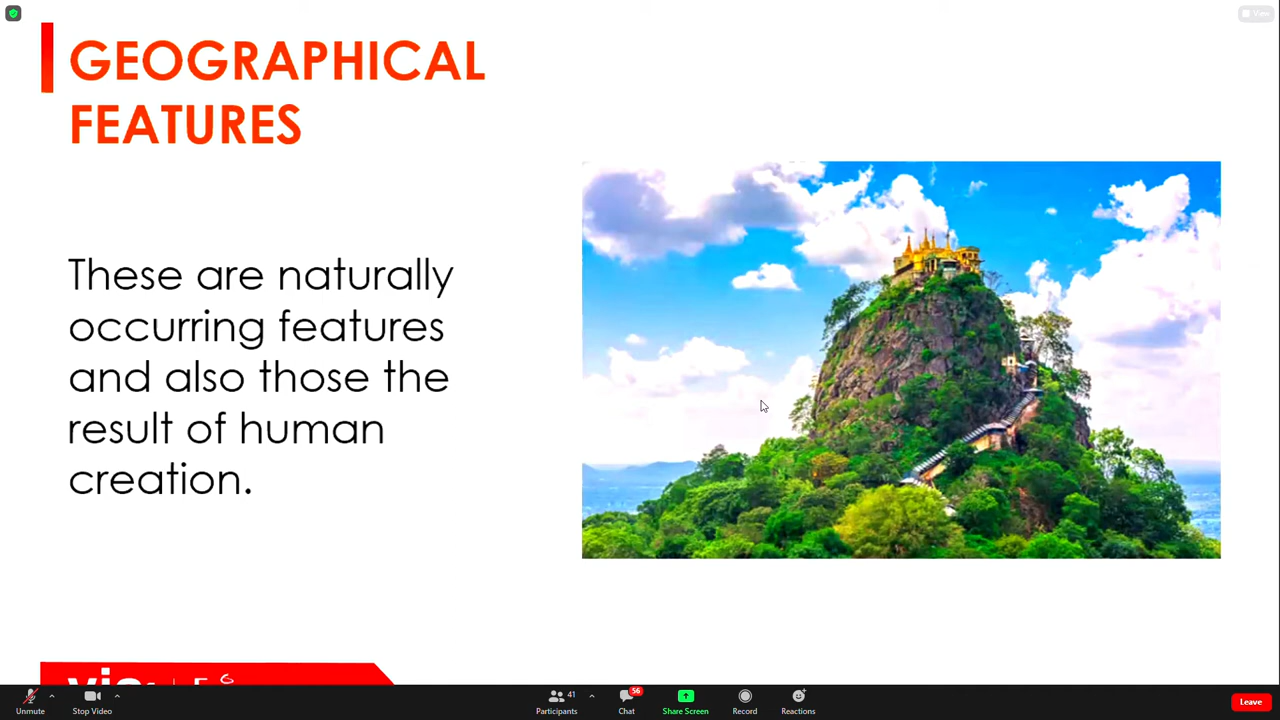 View
GEOGRAPHICAL
FEATURES
These are naturally
occurring features
and also those the
result of human
creation.
Unmute
Stop Video
41
Participants
56
Chat
Share Screen
Record
Reactions
Leave